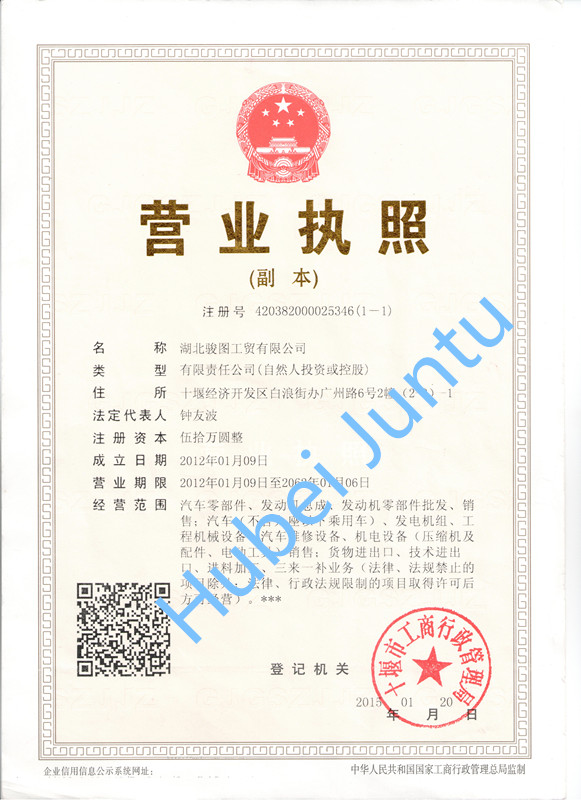 营业执照
(副 本)
注册号 420382000025346(1-1)
名 称 湖北骏图工贸有限公司
类 型 有限责任公司(自然人投资或控股)
住 所 十堰经济开发区白浪街办广州路6号2幢(2-1
法定代表人 钟友波
注册资本 伍拾万圆整
成立日期 2012年01月09日
营业期限 2012年01月09日至2062年01月06日
经营范围 汽车零部件、发动机总成、发动机零部件批发、销
售;汽车(不含九座以下乘用车)、发电机组、工
程机械设备、汽车维修设备、机电设备(压缩机及
配件、电动工具)销售;货物进出口、技术进出
口、进料加工、三来一补业务(法律、法规禁止的
项目除外;法律、行政法规限制的项目取得许可后
方可经营)。***
Hubei Juntu
登记机关
十堰市工商行政管理局
2015 01 20
年 月 日
企业信用信息公示系统网址:
中华人民共和国国家工商行政管理总局监制